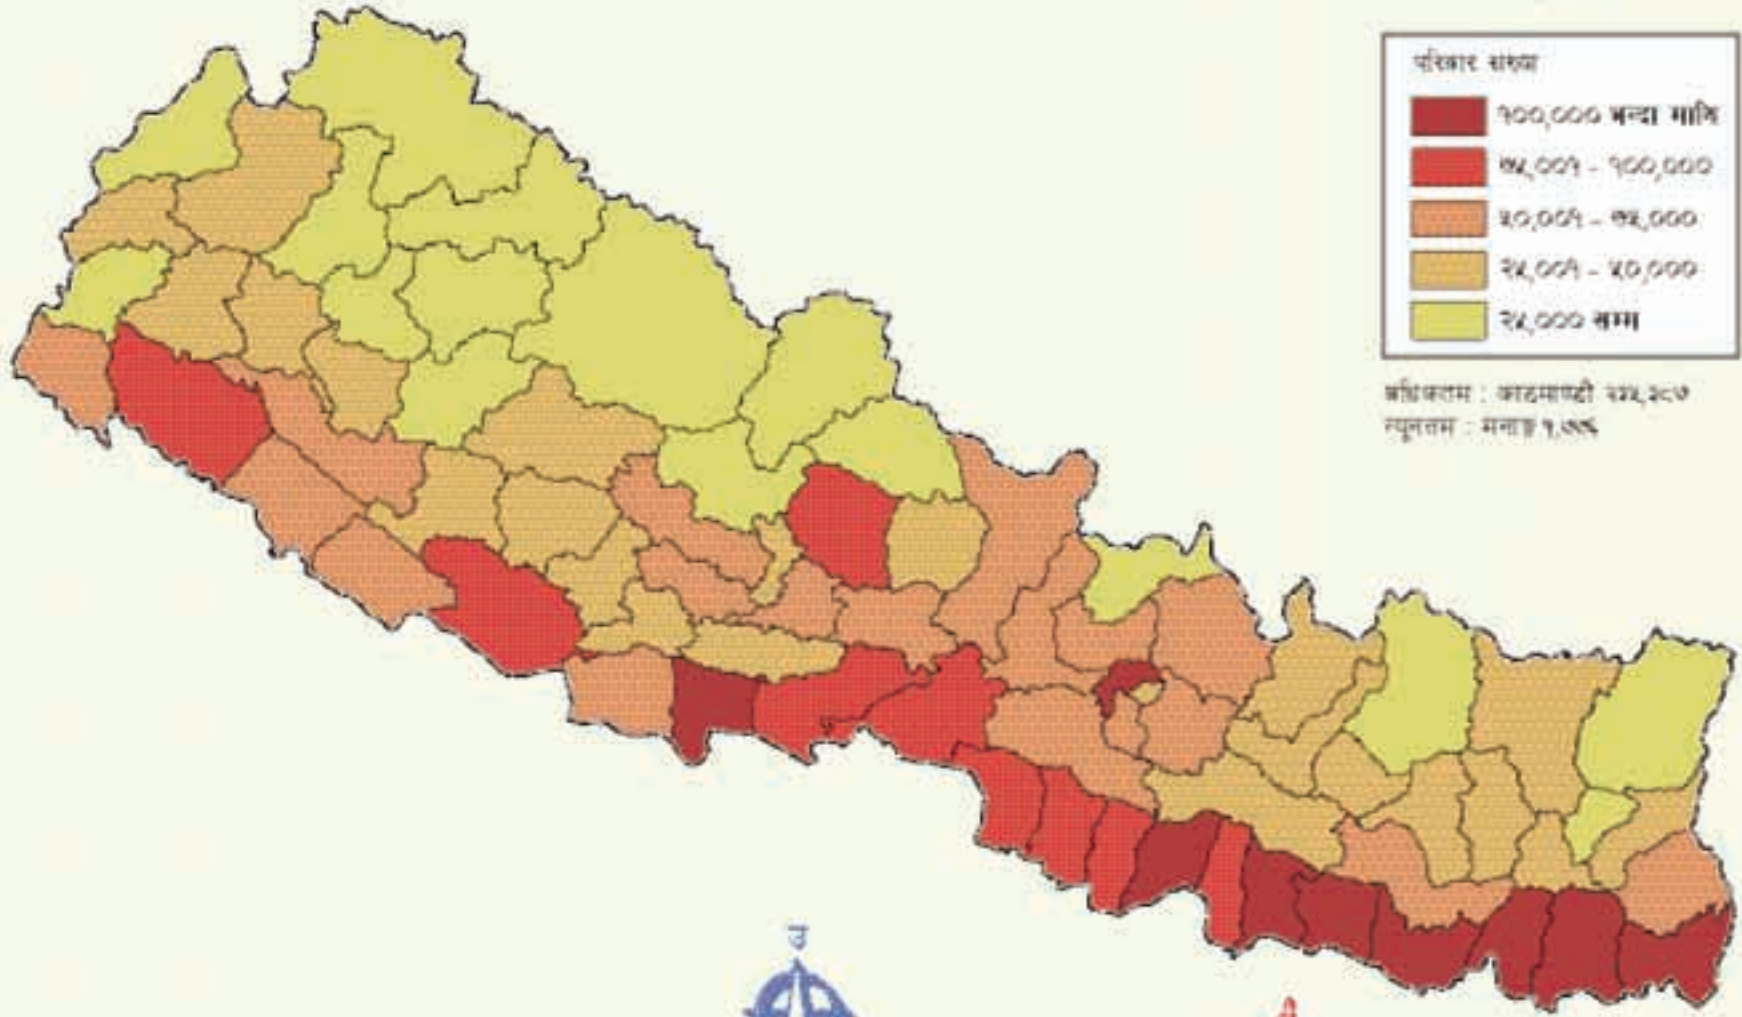 परिवार संख्या
१००,००० भन्दा माथि
७५,००१ - १००,०००
५०,००१ - ७५,०००
२५,००१ - ५०,०००
२५,००० सम्म
अधिकतम : काठमाण्डौ
न्यूनतम : मनाङ
उ